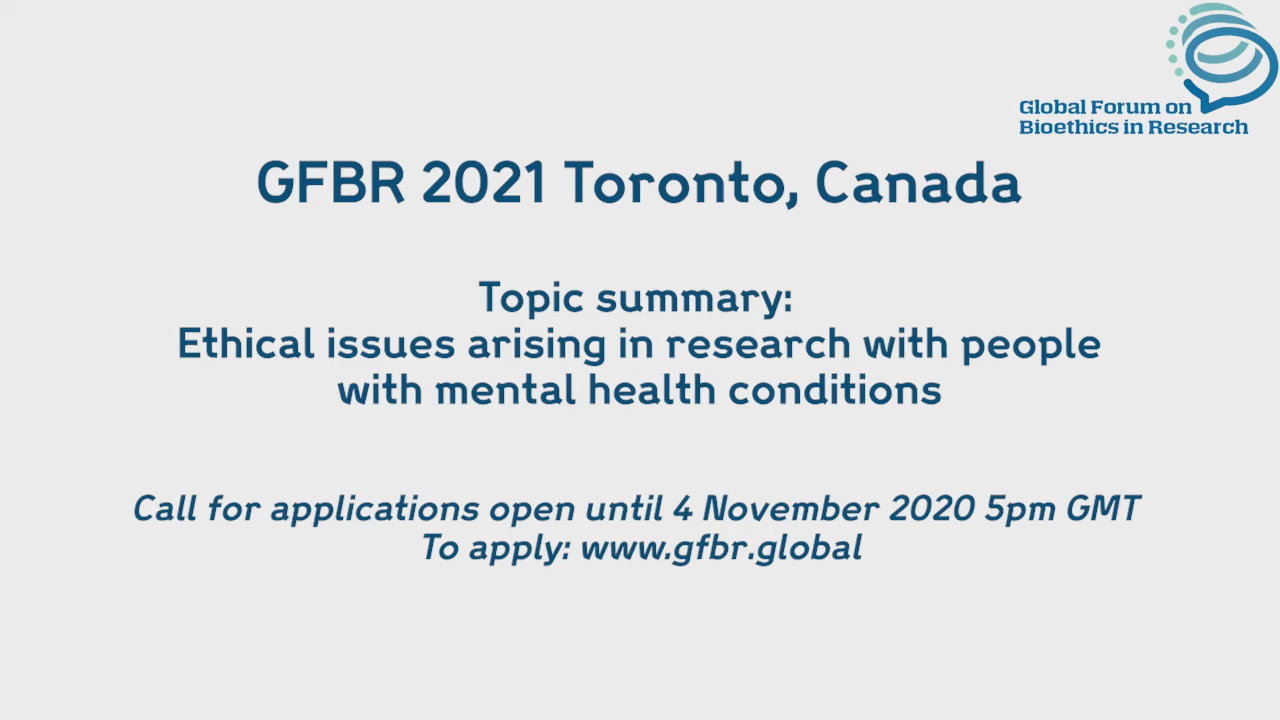 Global Forum on
Bioethics in Research
GFBR 2021 Toronto, Canada
Topic summary:
Ethical issues arising in research with people
with mental health conditions
Call for applications open until 4 November 2020 5pm GMT
To apply: www.gfbr.global